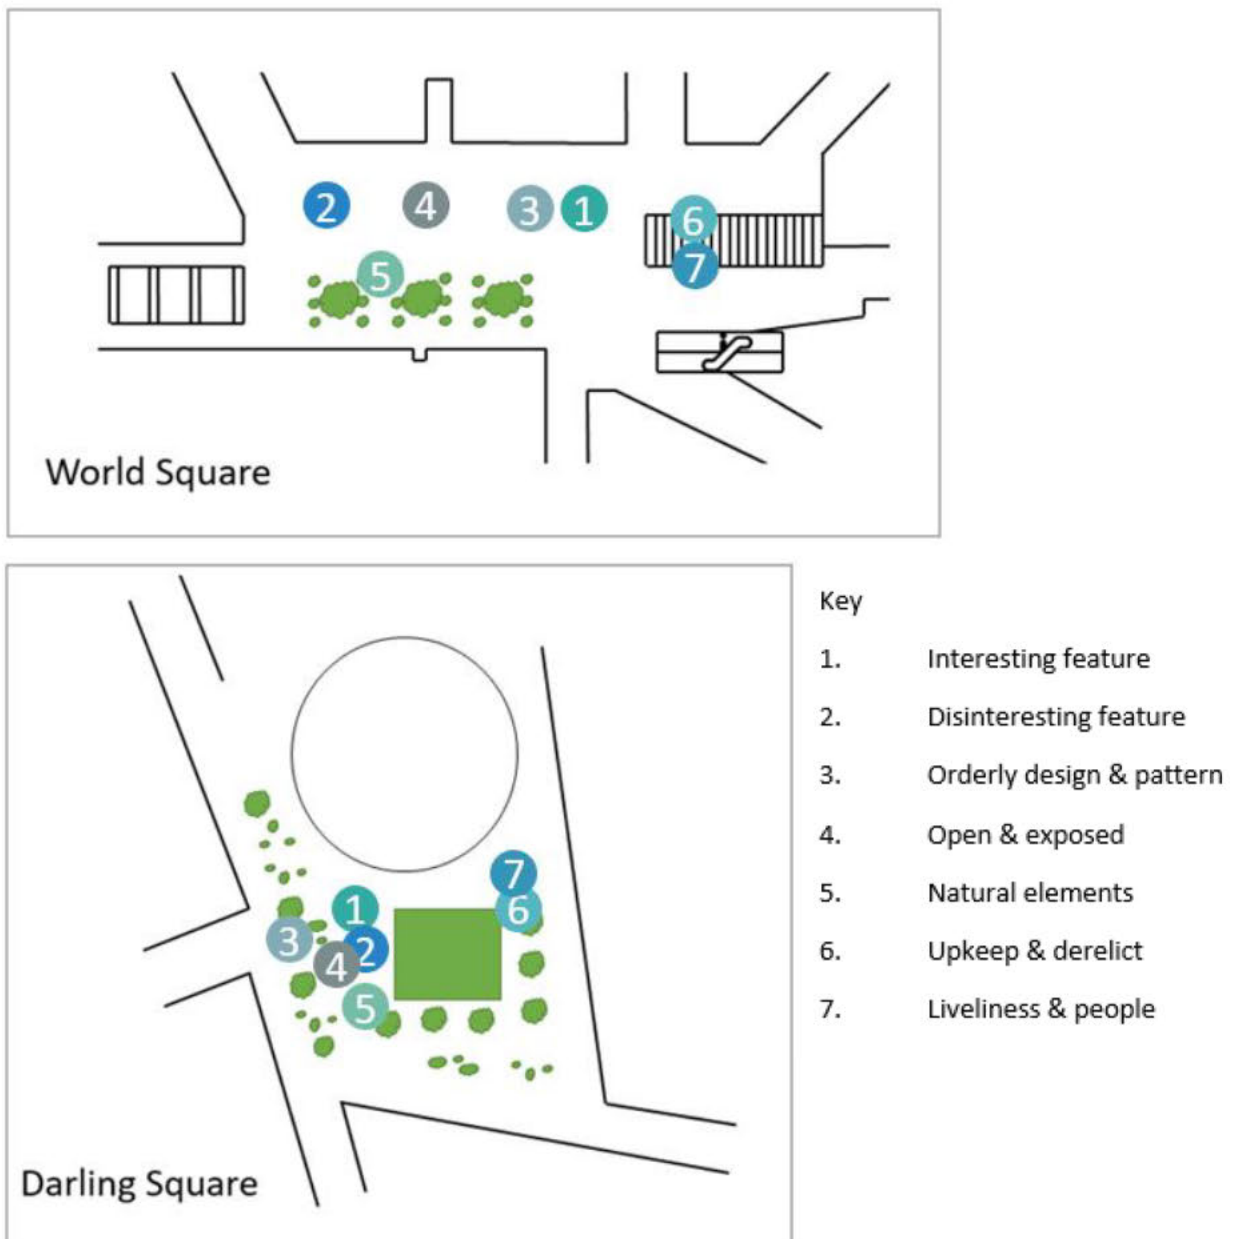 2 4 3 1 6
5 7
World Square
7
1 6
3 2
4
5
Darling Square
Key
1. Interesting feature
2. Disinteresting feature
3. Orderly design & pattern
4. Open & exposed
5. Natural elements
6. Upkeep & derelict
7. Liveliness & people